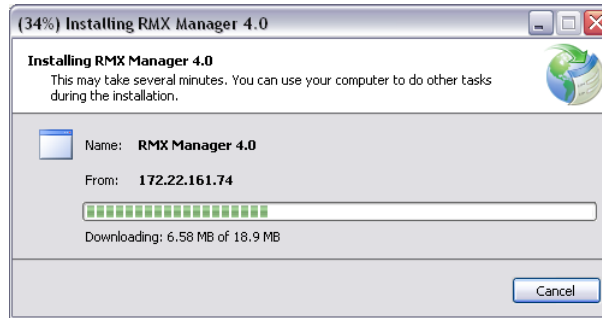 (34%) Installing RMX Manager 4.0
Installing RMX Manager 4.0
This may take several minutes. You can use your computer to do other tasks
during the installation.
Name: RMX Manager 4.0
From: 172.22.161.74
Downloading: 6.58 MB of 18.9 MB
Cancel